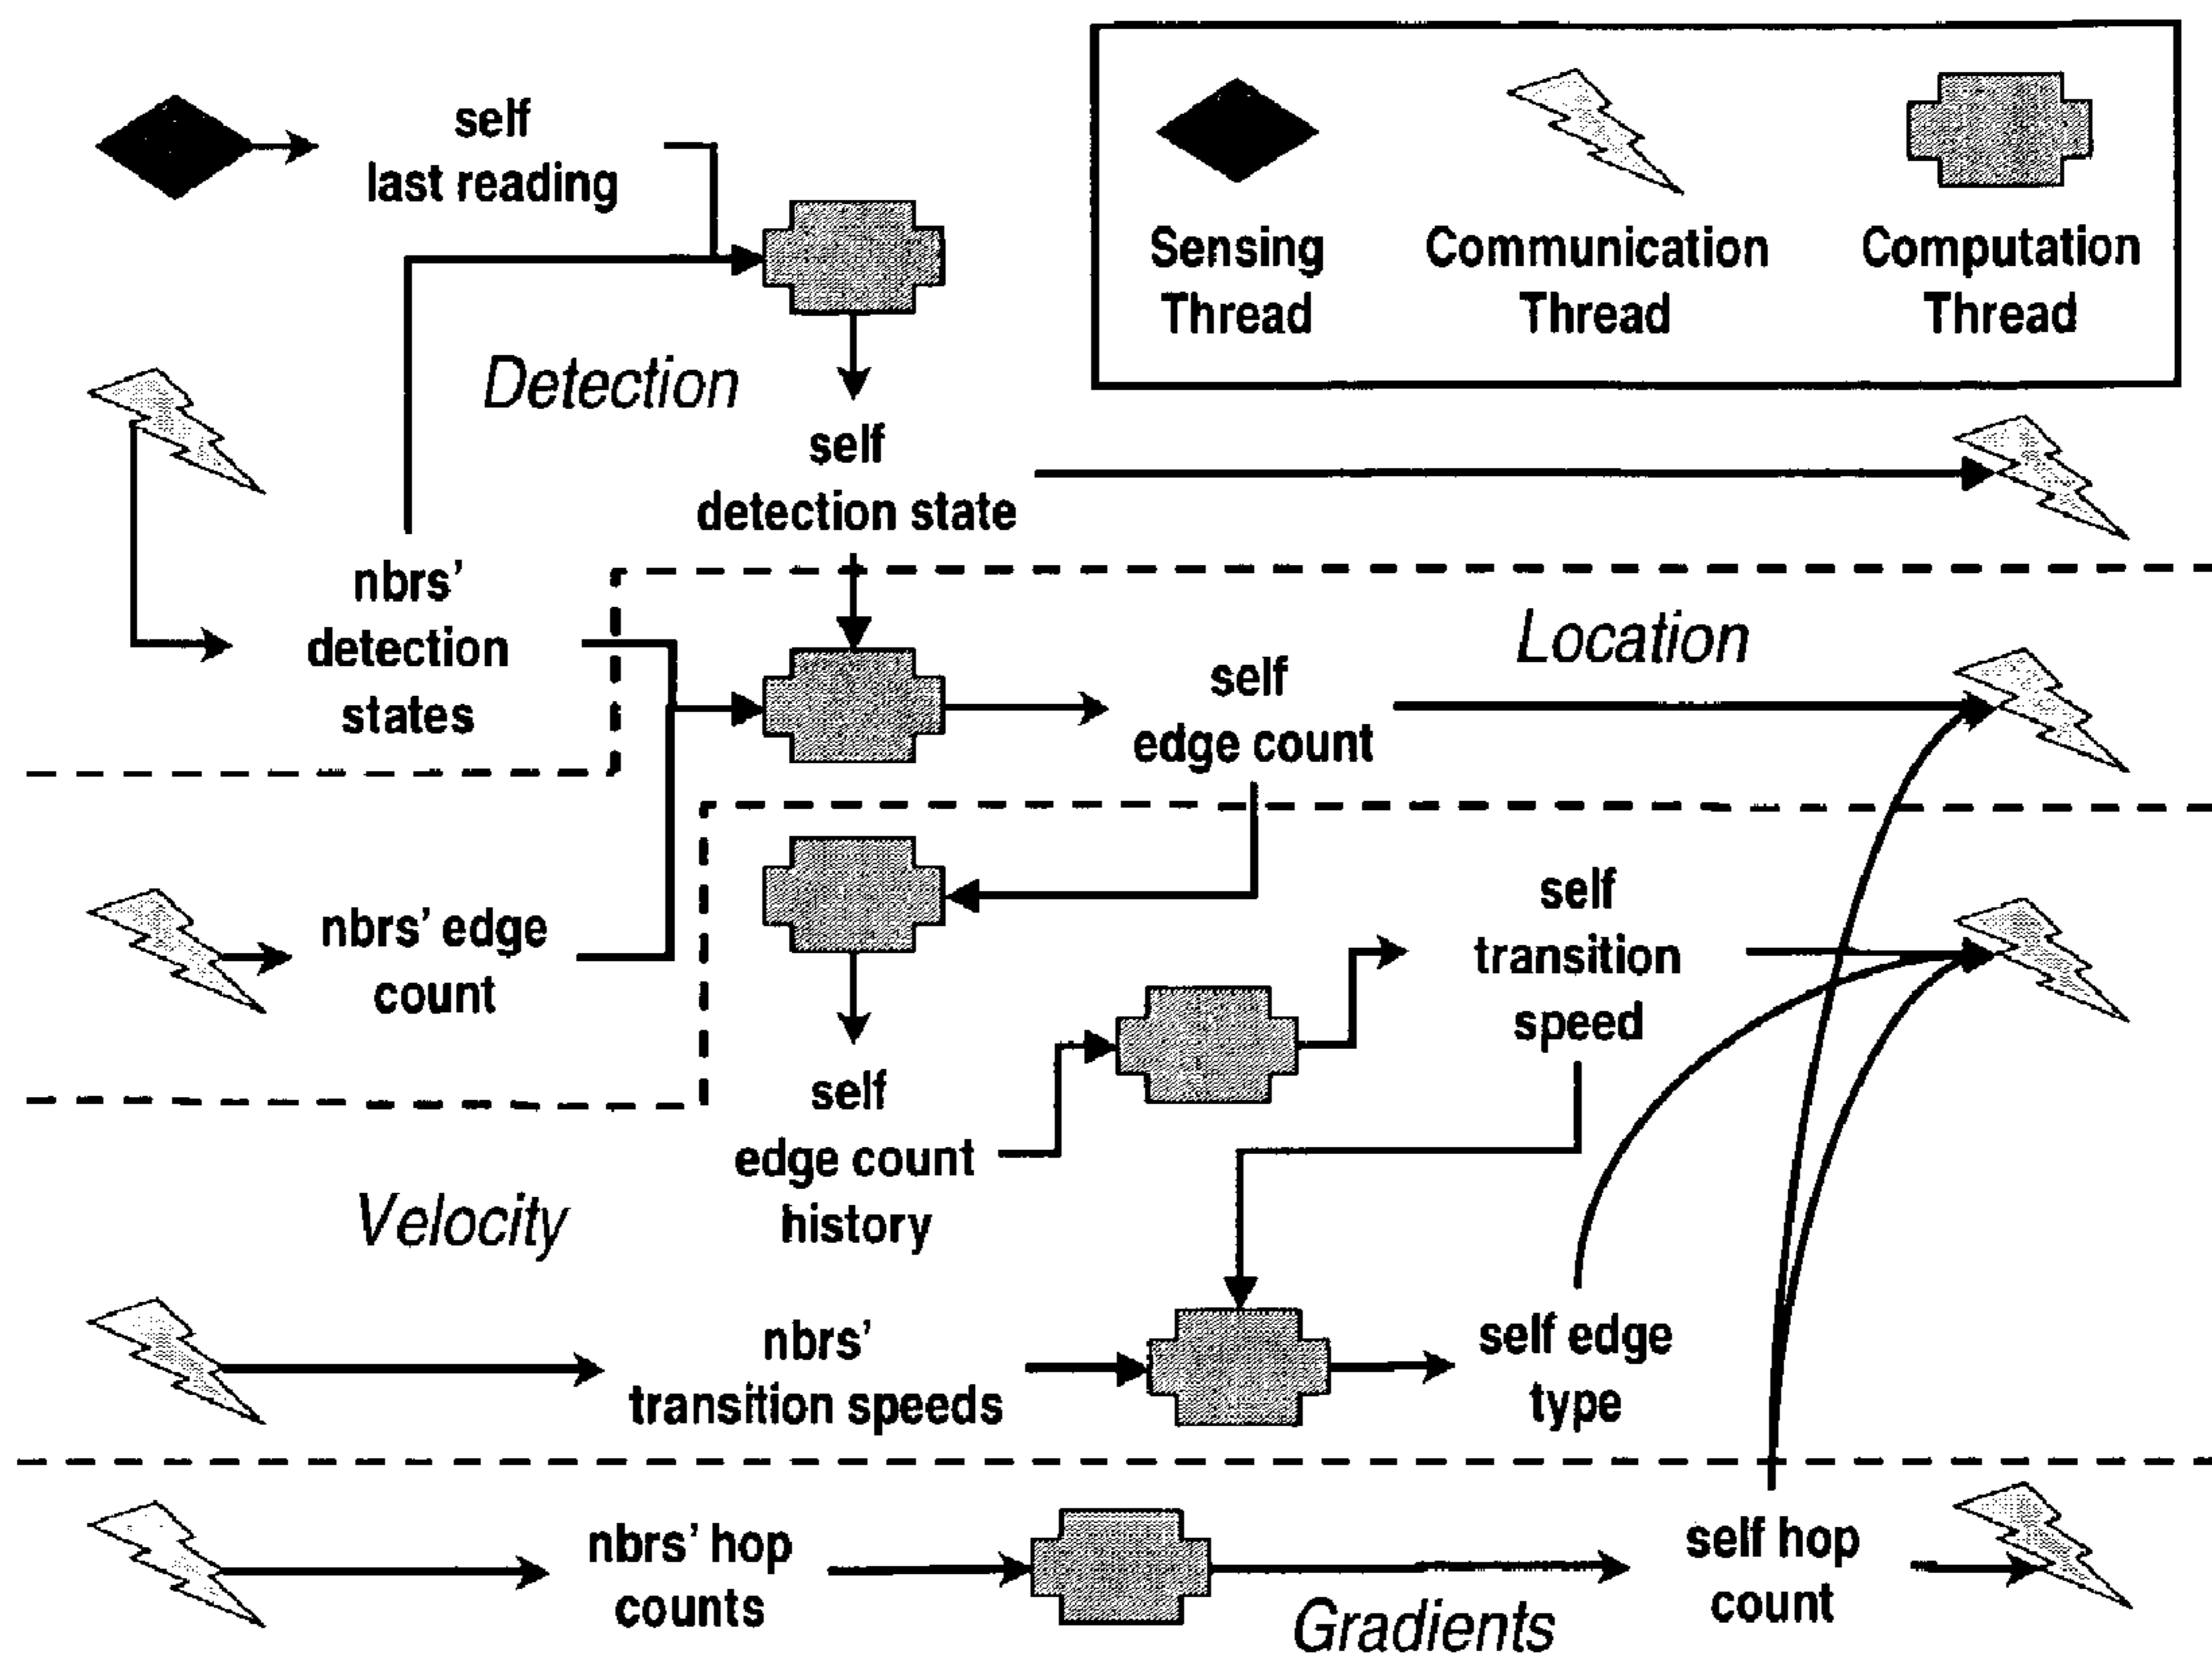 self
last reading
Sensing
Thread
Communication
Thread
Computation
Thread
Detection
self
detection state
nbrs'
detection
states
Location
self
edge count
nbrs' edge
count
self
transition
speed
self
edge count
history
Velocity
nbrs'
transition speeds
self edge
type
nbrs' hop
counts
Gradients
self hop
count